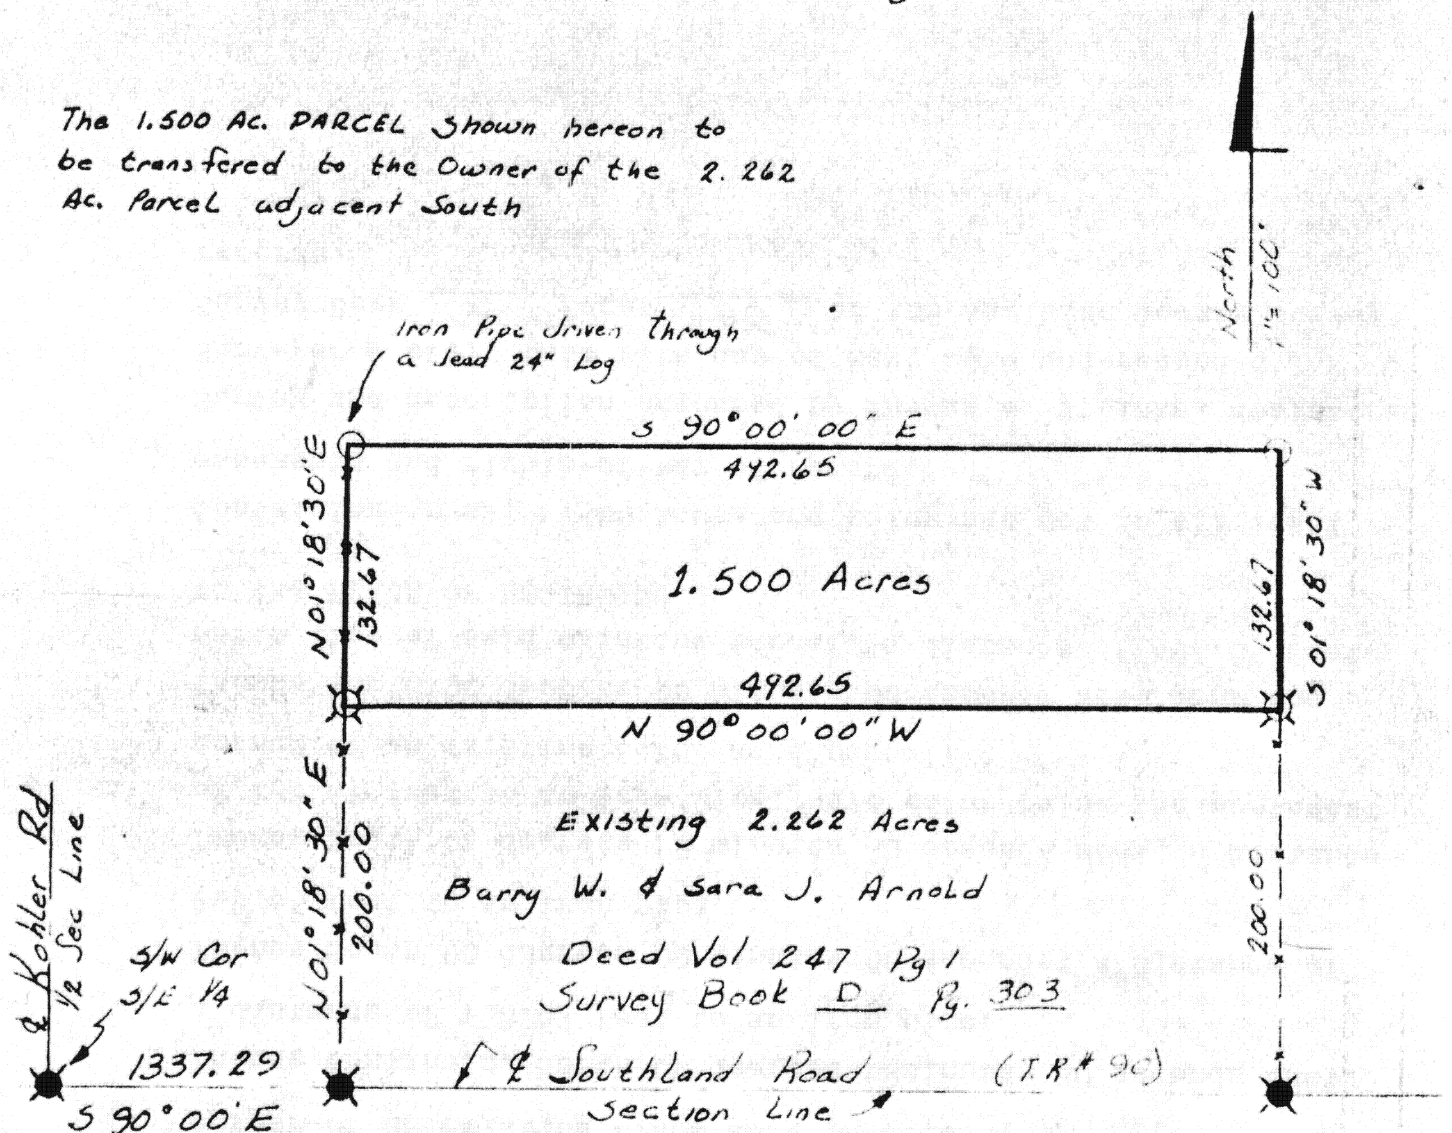 The 1.500 Ac. PARCEL Shown hereon to
be transfered to the Owner of the 2.262
Ac. Parcel adjacent South
North
1"= 100'
Iron Pipe driven through
a dead 24" Log
S 90° 00' 00" E
492.65
N 01° 18' 30" E
132.67
1.500 Acres
132.67
S 01° 18' 30" W
492.65
N 90° 00' 00" W
N 01° 18' 30" E
200.00
Existing 2.262 Acres
Barry W. & Sara J. Arnold
Deed Vol 247 Pg 1
Survey Book D Pg. 303
200.00
℄ Kohler Rd
1/2 Sec Line
S/W Cor
S/E 1/4
1337.29
S 90° 00' E
℄ Southland Road (T.R# 90)
Section Line